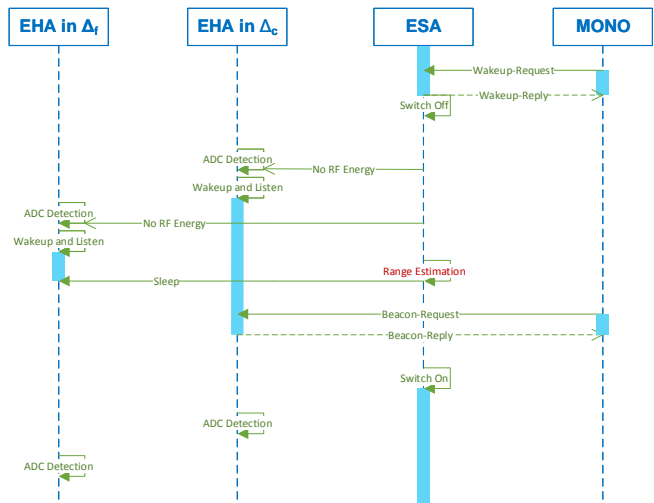 EHA in Δf
EHA in Δc
ESA
MONO
Wakeup-Request
Wakeup-Reply
Switch Off
ADC Detection
No RF Energy
Wakeup and Listen
ADC Detection
No RF Energy
Wakeup and Listen
Range Estimation
Sleep
Beacon-Request
Beacon-Reply
Switch On
ADC Detection
ADC Detection